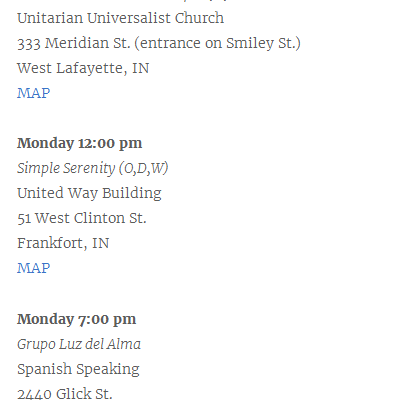 Unitarian Universalist Church
333 Meridian St. (entrance on Smiley St.)
West Lafayette, IN
MAP
Monday 12:00 pm
Simple Serenity (O,D,W)
United Way Building
51 West Clinton St.
Frankfort, IN
MAP
Monday 7:00 pm
Grupo Luz del Alma
Spanish Speaking
2440 Glick St.